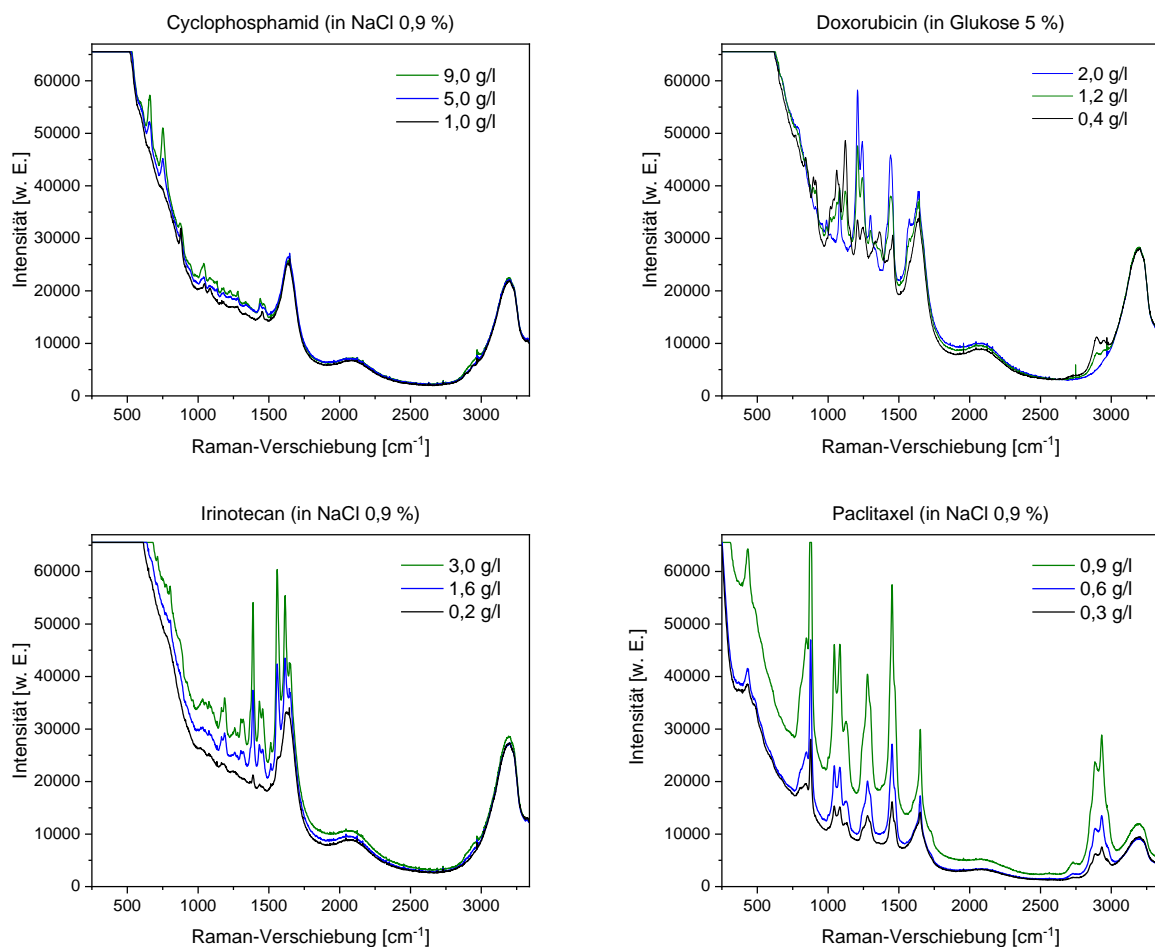 Cyclophosphamid (in NaCl 0,9 %)
60000
50000
40000
30000
20000
10000
0
Intensität [w. E.]
9,0 g/l
5,0 g/l
1,0 g/l
500 1000 1500 2000 2500 3000
Raman-Verschiebung [cm⁻¹]
Doxorubicin (in Glukose 5 %)
60000
50000
40000
30000
20000
10000
0
Intensität [w. E.]
2,0 g/l
1,2 g/l
0,4 g/l
500 1000 1500 2000 2500 3000
Raman-Verschiebung [cm⁻¹]
Irinotecan (in NaCl 0,9 %)
60000
50000
40000
30000
20000
10000
0
Intensität [w. E.]
3,0 g/l
1,6 g/l
0,2 g/l
500 1000 1500 2000 2500 3000
Raman-Verschiebung [cm⁻¹]
Paclitaxel (in NaCl 0,9 %)
60000
50000
40000
30000
20000
10000
0
Intensität [w. E.]
0,9 g/l
0,6 g/l
0,3 g/l
500 1000 1500 2000 2500 3000
Raman-Verschiebung [cm⁻¹]